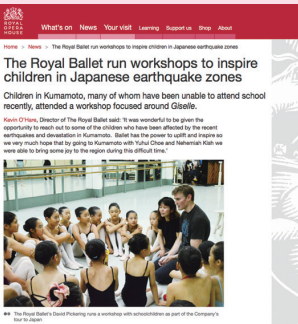 ROYAL
OPERA
HOUSE
What's on News Your visit Learning Support us Shop About
Home > News > The Royal Ballet run workshops to inspire children in Japanese earthquake zones
The Royal Ballet run workshops to inspire
children in Japanese earthquake zones
Children in Kumamoto, many of whom have been unable to attend school
recently, attended a workshop focused around Giselle.
Kevin O'Hare, Director of The Royal Ballet said: 'It was wonderful to be given the
opportunity to reach out to some of the children who have been affected by the recent
earthquakes and devastation in Kumamoto. Ballet has the power to uplift and inspire so
we very much hope that by going to Kumamoto with Yuhui Choe and Nehemiah Kish we
were able to bring some joy to the region during this difficult time.'
The Royal Ballet's David Pickering runs a workshop with schoolchildren as part of the Company's
tour to Japan